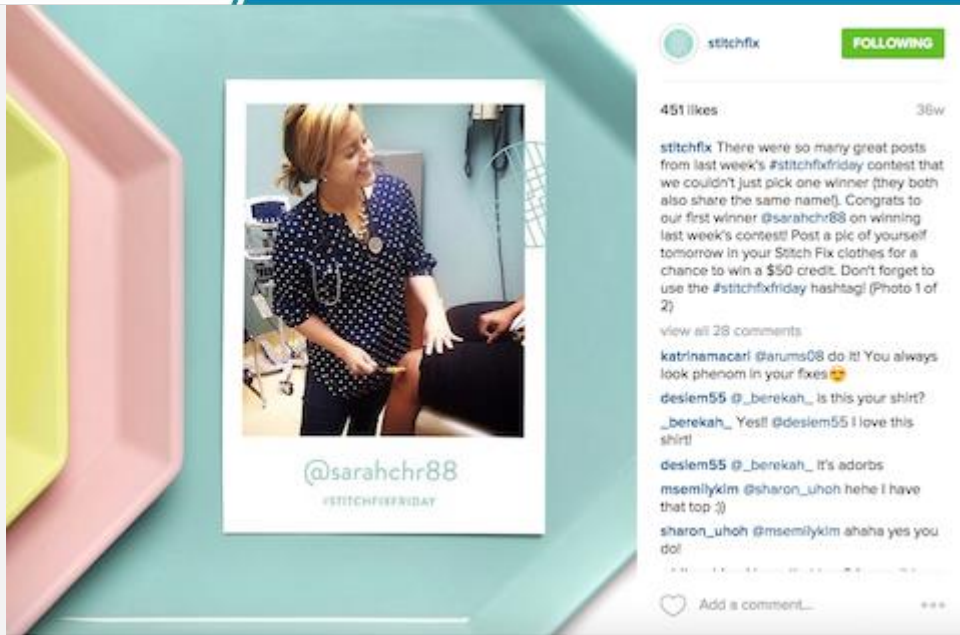 @sarahchr88
#STITCHFIXFRIDAY
stitchfix
FOLLOWING
451 likes
36w
stitchfix There were so many great posts
from last week's #stitchfixfriday contest that
we couldn't just pick one winner (they both
also share the same name!). Congrats to
our first winner @sarahchr88 on winning
last week's contest! Post a pic of yourself
tomorrow in your Stitch Fix clothes for a
chance to win a $50 credit. Don't forget to
use the #stitchfixfriday hashtag! (Photo 1 of
2)
view all 28 comments
katrinamacari @arums08 do it! You always
look phenom in your fixes😍
deslem55 @_berekah_ is this your shirt?
_berekah_ Yes!! @deslem55 I love this
shirt!
deslem55 @_berekah_ It's adorbs
msemilykim @sharon_uhoh hehe I have
that top :))
sharon_uhoh @msemilykim ahaha yes you
do!
Add a comment...